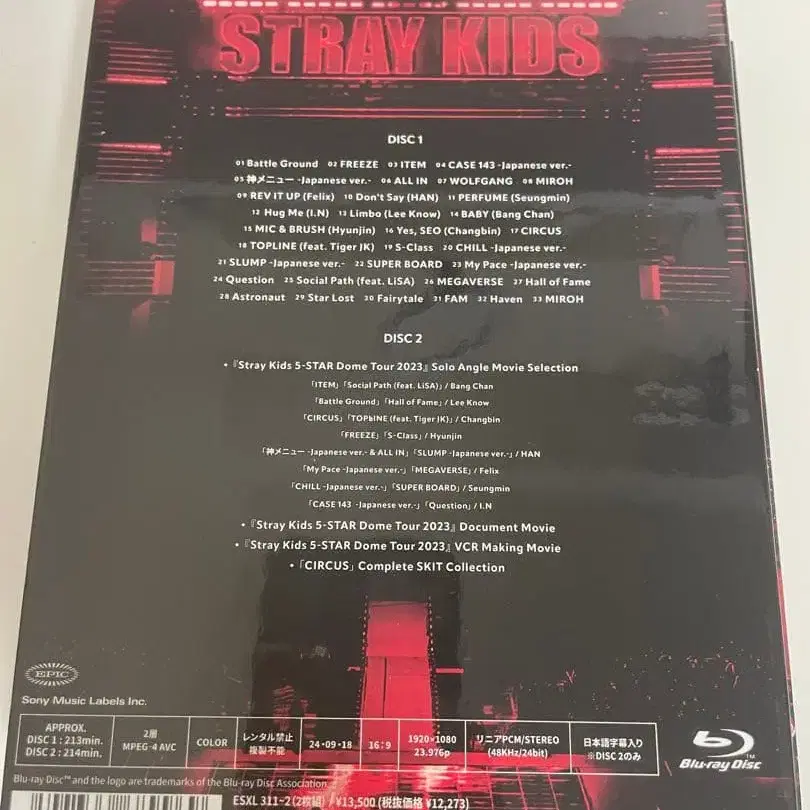 STRAY KIDS
DISC 1
01 Battle Ground 02 FREEZE 03 ITEM 04 CASE 143 -Japanese ver.-
05 神メニュー -Japanese ver.- 06 ALL IN 07 WOLFGANG 08 MIROH
09 REV IT UP (Felix) 10 Don't Say (HAN) 11 PERFUME (Seungmin)
12 Hug Me (I.N) 13 Limbo (Lee Know) 14 BABY (Bang Chan)
15 MIC & BRUSH (Hyunjin) 16 Yes, SEO (Changbin) 17 CIRCUS
18 TOPLINE (feat. Tiger JK) 19 S-Class 20 CHILL -Japanese ver.-
21 SLUMP -Japanese ver.- 22 SUPER BOARD 23 My Pace -Japanese ver.-
24 Question 25 Social Path (feat. LiSA) 26 MEGAVERSE 27 Hall of Fame
28 Astronaut 29 Star Lost 30 Fairytale 31 FAM 32 Haven 33 MIROH
DISC 2
・『Stray Kids 5-STAR Dome Tour 2023』 Solo Angle Movie Selection
「ITEM」「Social Path (feat. LiSA)」/ Bang Chan
「Battle Ground」「Hall of Fame」/ Lee Know
「CIRCUS」「TOPLINE (feat. Tiger JK)」/ Changbin
「FREEZE」「S-Class」/ Hyunjin
「神メニュー -Japanese ver.- & ALL IN」「SLUMP -Japanese ver.-」/ HAN
「My Pace -Japanese ver.-」「MEGAVERSE」/ Felix
「CHILL -Japanese ver.-」「SUPER BOARD」/ Seungmin
「CASE 143 -Japanese ver.-」「Question」/ I.N
・『Stray Kids 5-STAR Dome Tour 2023』 Document Movie
・『Stray Kids 5-STAR Dome Tour 2023』 VCR Making Movie
・「CIRCUS」 Complete SKIT Collection
EPIC
Sony Music Labels Inc.
APPROX.
DISC 1 : 213min.
DISC 2 : 214min.
2層
MPEG-4 AVC
COLOR
レンタル禁止
複製不能
24・09・18
16:9
1920×1080
23.976p
リニアPCM/STEREO
(48KHz/24bit)
日本語字幕入り
※DISC 2のみ
Blu-ray Disc
Blu-ray Disc™ and the logo are trademarks of the Blu-ray Disc Association.
ESXL 311~2 (2枚組) / ¥13,500 (税抜価格 ¥12,273)